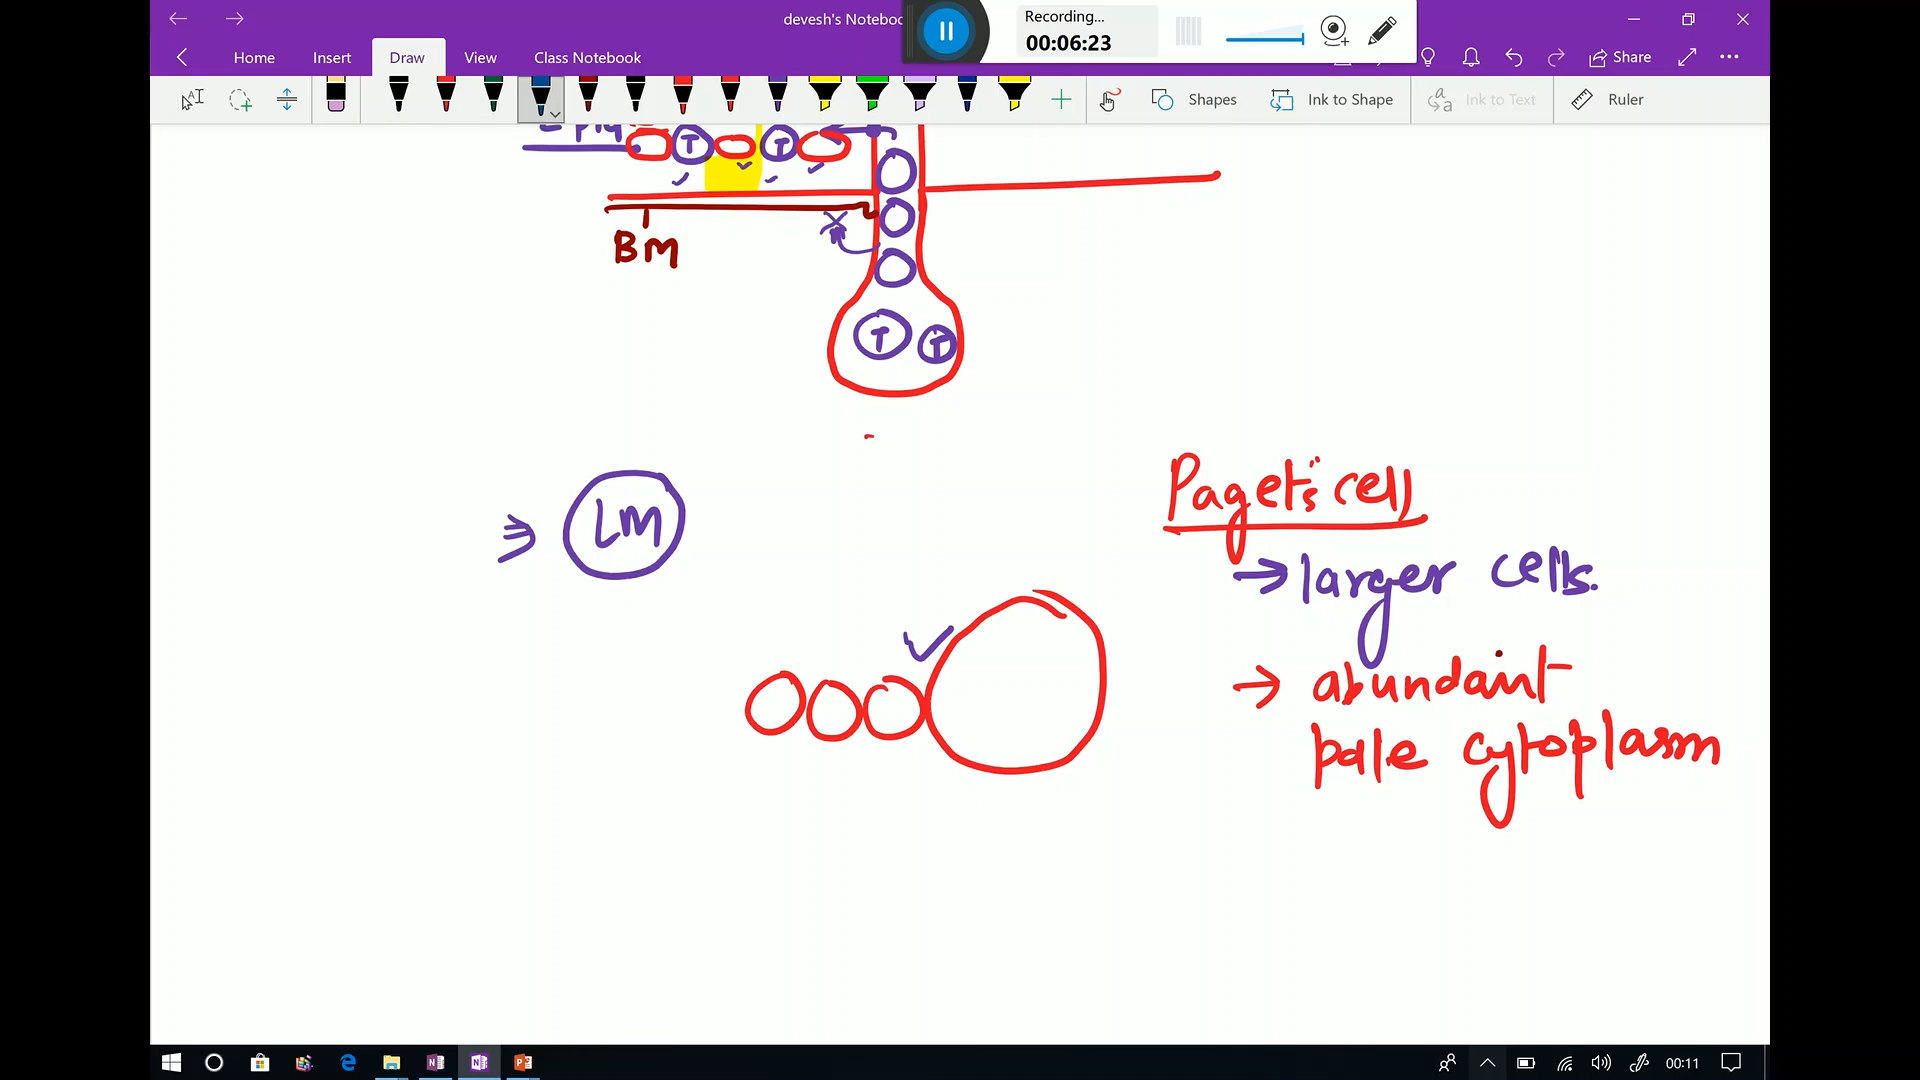 devesh's Noteboo
Recording...
00:06:23
Home Insert Draw View Class Notebook
Share
Shapes Ink to Shape Ink to Text Ruler
T T
BM
T T
LM
Paget's cell
→ larger cells.
→ abundant
pale cytoplasm
00:11